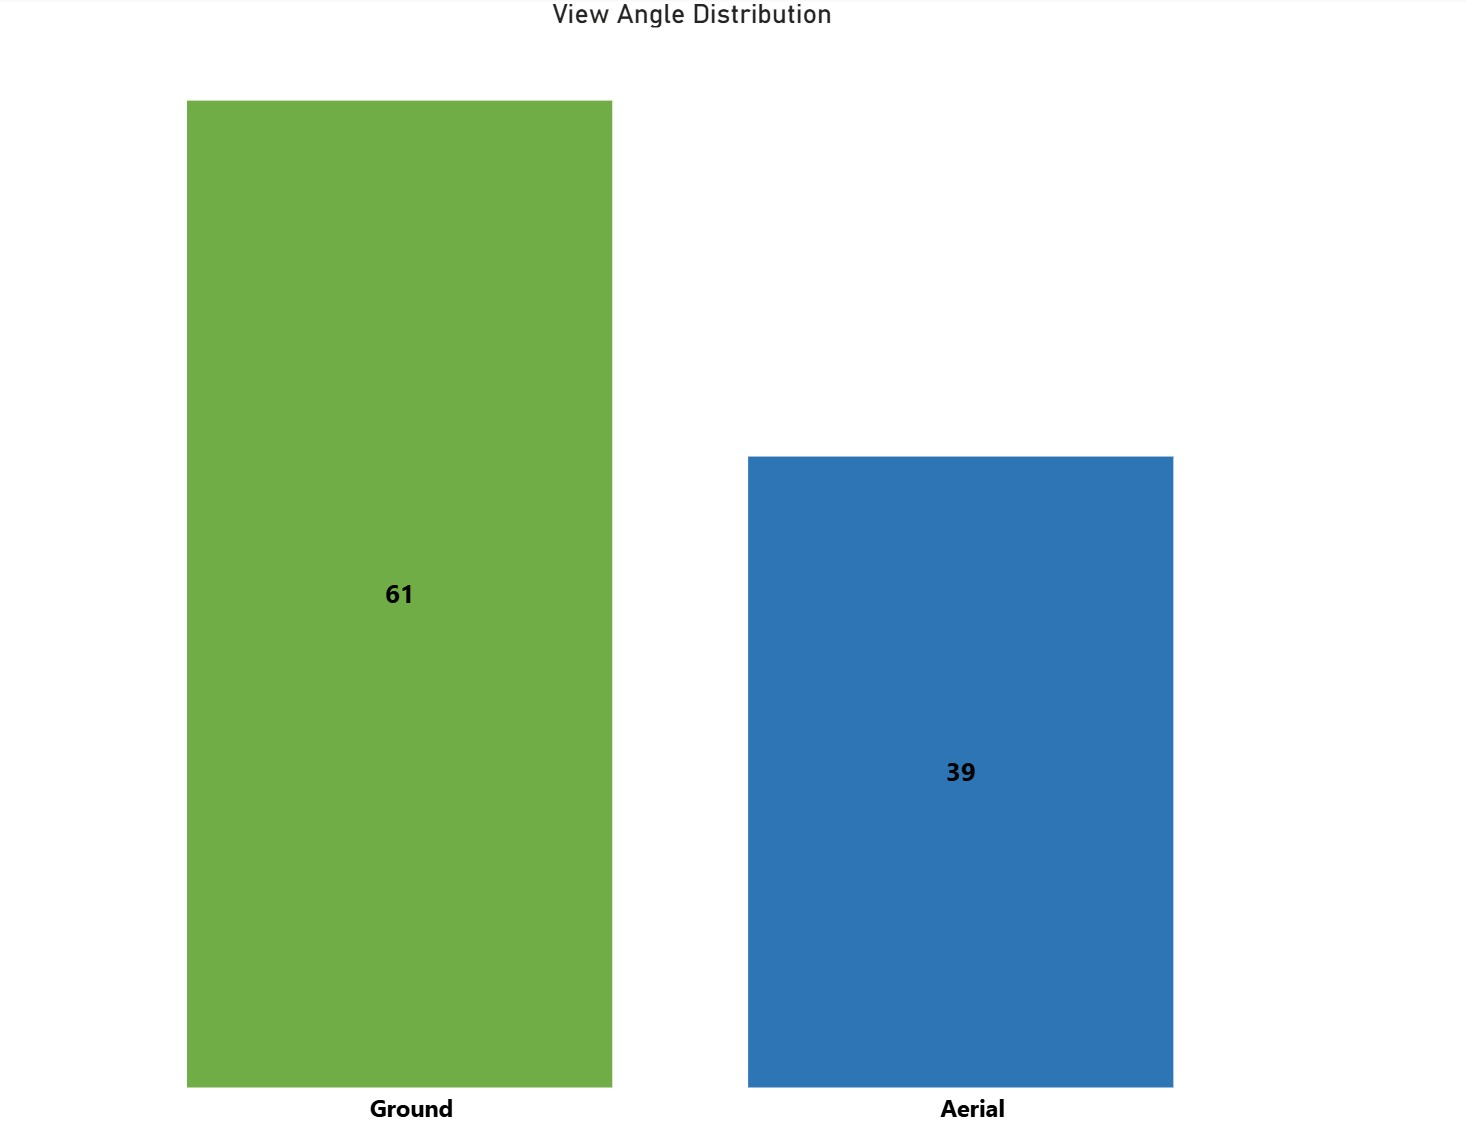 View Angle Distribution
61
39
Ground
Aerial